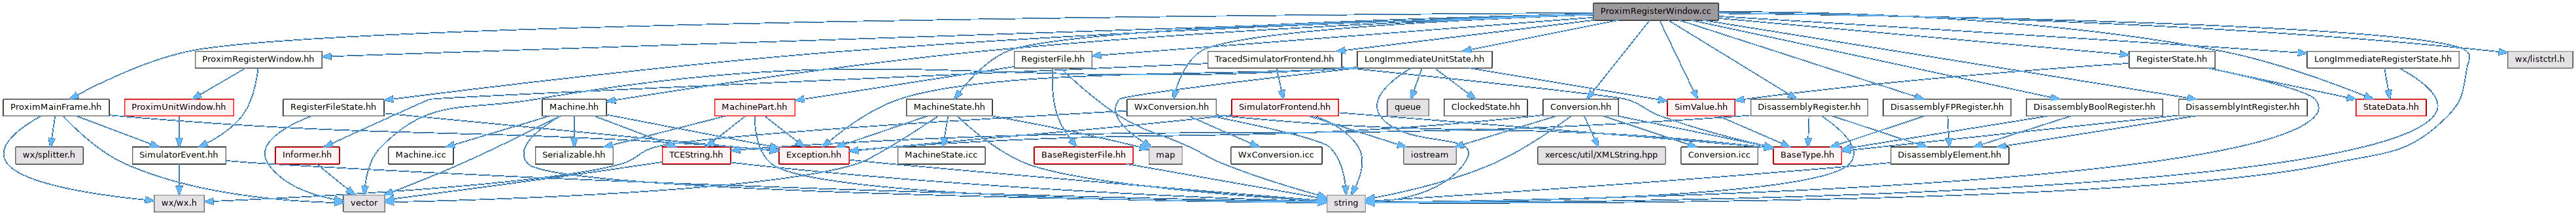 ProximRegisterWindow.cc
ProximRegisterWindow.hh
RegisterFile.hh
TracedSimulatorFrontend.hh
LongImmediateUnitState.hh
RegisterState.hh
LongImmediateRegisterState.hh
wx/listctrl.h
ProximMainFrame.hh
ProximUnitWindow.hh
RegisterFileState.hh
Machine.hh
MachinePart.hh
MachineState.hh
WxConversion.hh
SimulatorFrontend.hh
queue
ClockedState.hh
Conversion.hh
SimValue.hh
DisassemblyRegister.hh
DisassemblyFPRegister.hh
DisassemblyBoolRegister.hh
DisassemblyIntRegister.hh
StateData.hh
wx/splitter.h
SimulatorEvent.hh
Informer.hh
Machine.icc
Serializable.hh
TCEString.hh
Exception.hh
MachineState.icc
BaseRegisterFile.hh
map
WxConversion.icc
iostream
xercesc/util/XMLString.hpp
Conversion.icc
BaseType.hh
DisassemblyElement.hh
wx/wx.h
vector
string